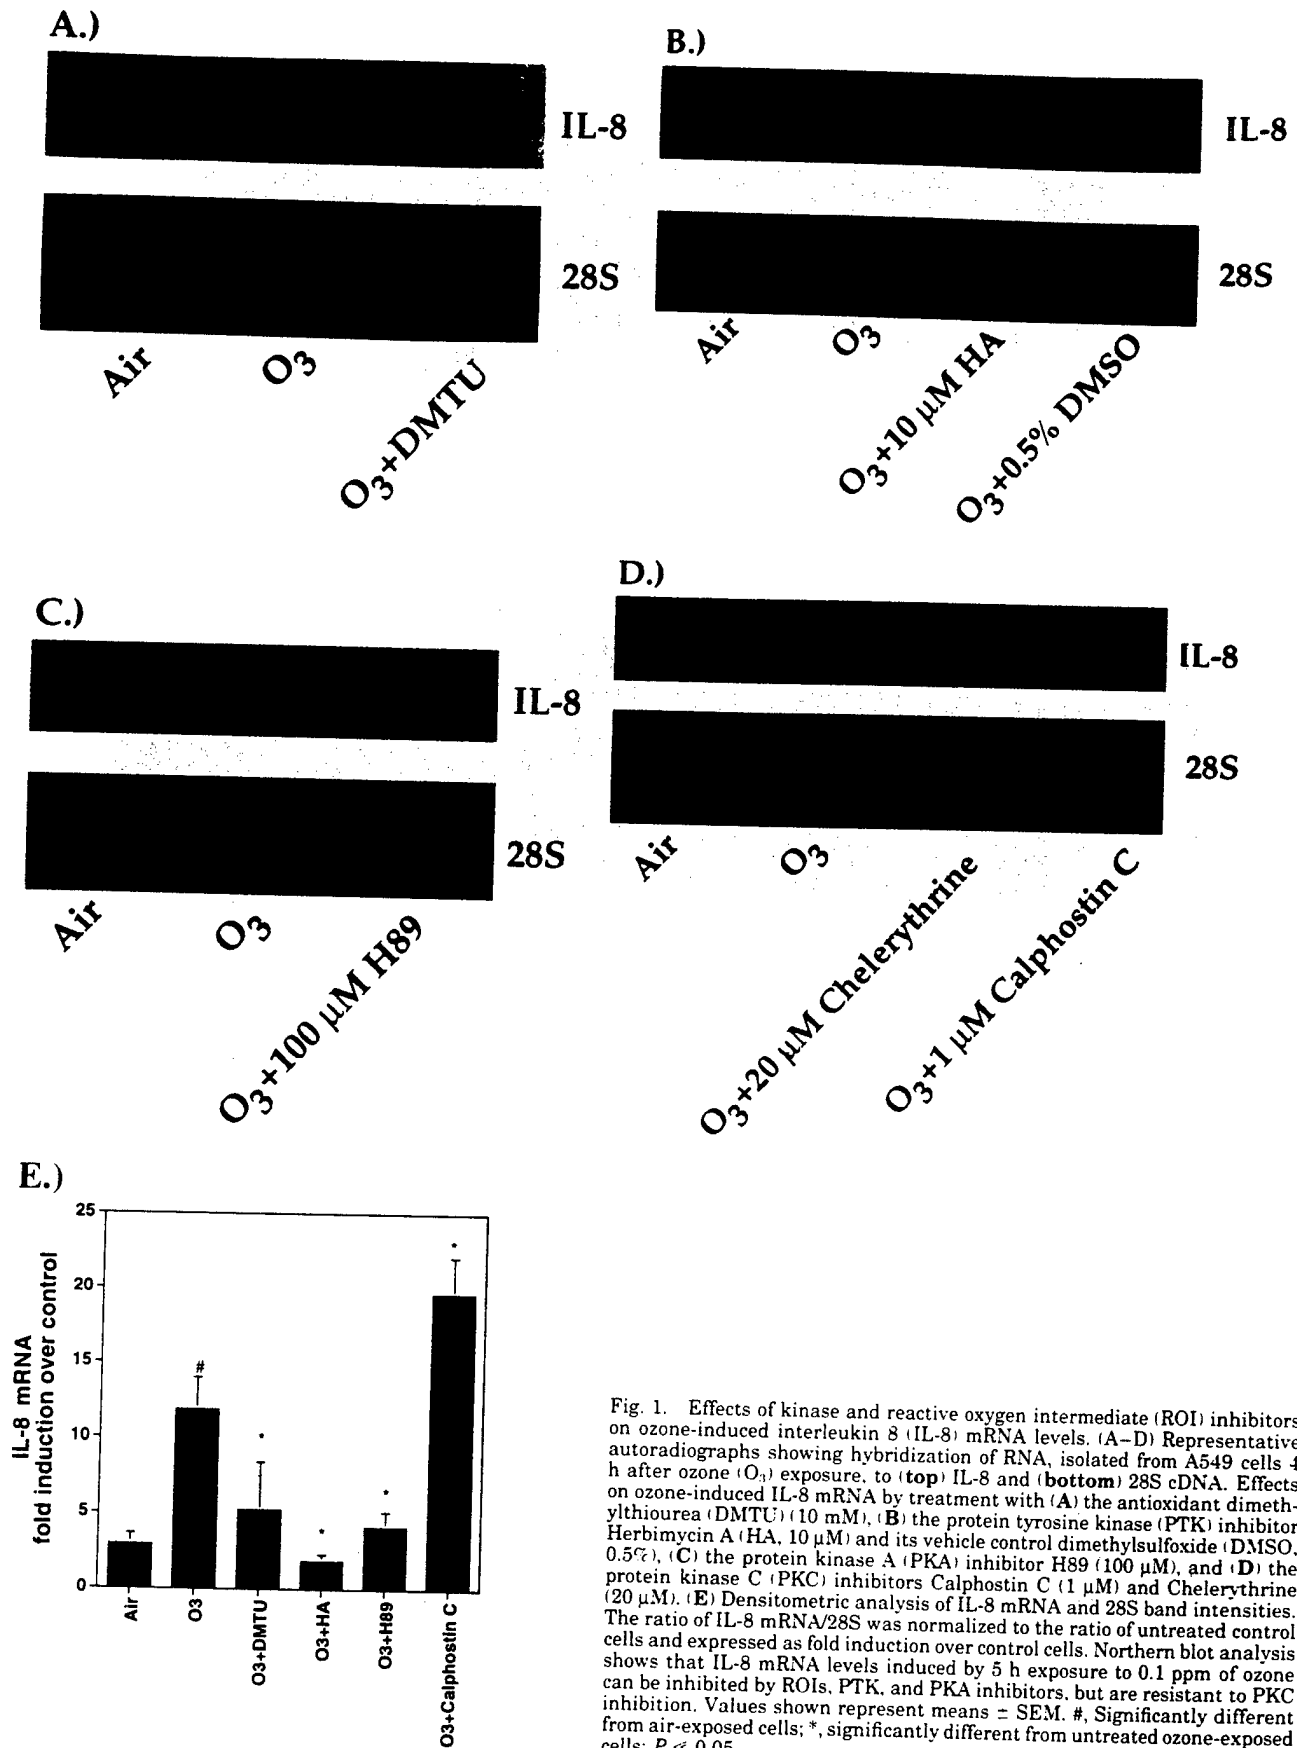 A.)
IL-8
28S
Air
O3
O3+DMTU
B.)
IL-8
28S
Air
O3
O3+10 µM HA
O3+0.5% DMSO
C.)
IL-8
28S
Air
O3
O3+100 µM H89
D.)
IL-8
28S
Air
O3
O3+20 µM Chelerythrine
O3+1 µM Calphostin C
E.)
IL-8 mRNA
fold induction over control
25
20
15
10
5
0
#
*
*
*
*
Air
O3
O3+DMTU
O3+HA
O3+H89
O3+Calphostin C
Fig. 1. Effects of kinase and reactive oxygen intermediate (ROI) inhibitors
on ozone-induced interleukin 8 (IL-8) mRNA levels. (A–D) Representative
autoradiographs showing hybridization of RNA, isolated from A549 cells 4
h after ozone (O3) exposure, to (top) IL-8 and (bottom) 28S cDNA. Effects
on ozone-induced IL-8 mRNA by treatment with (A) the antioxidant dimeth-
ylthiourea (DMTU) (10 mM), (B) the protein tyrosine kinase (PTK) inhibitor
Herbimycin A (HA, 10 µM) and its vehicle control dimethylsulfoxide (DMSO,
0.5%), (C) the protein kinase A (PKA) inhibitor H89 (100 µM), and (D) the
protein kinase C (PKC) inhibitors Calphostin C (1 µM) and Chelerythrine
(20 µM). (E) Densitometric analysis of IL-8 mRNA and 28S band intensities.
The ratio of IL-8 mRNA/28S was normalized to the ratio of untreated control
cells and expressed as fold induction over control cells. Northern blot analysis
shows that IL-8 mRNA levels induced by 5 h exposure to 0.1 ppm of ozone
can be inhibited by ROIs, PTK, and PKA inhibitors, but are resistant to PKC
inhibition. Values shown represent means ± SEM. #, Significantly different
from air-exposed cells; *, significantly different from untreated ozone-exposed
cells; P
0.05